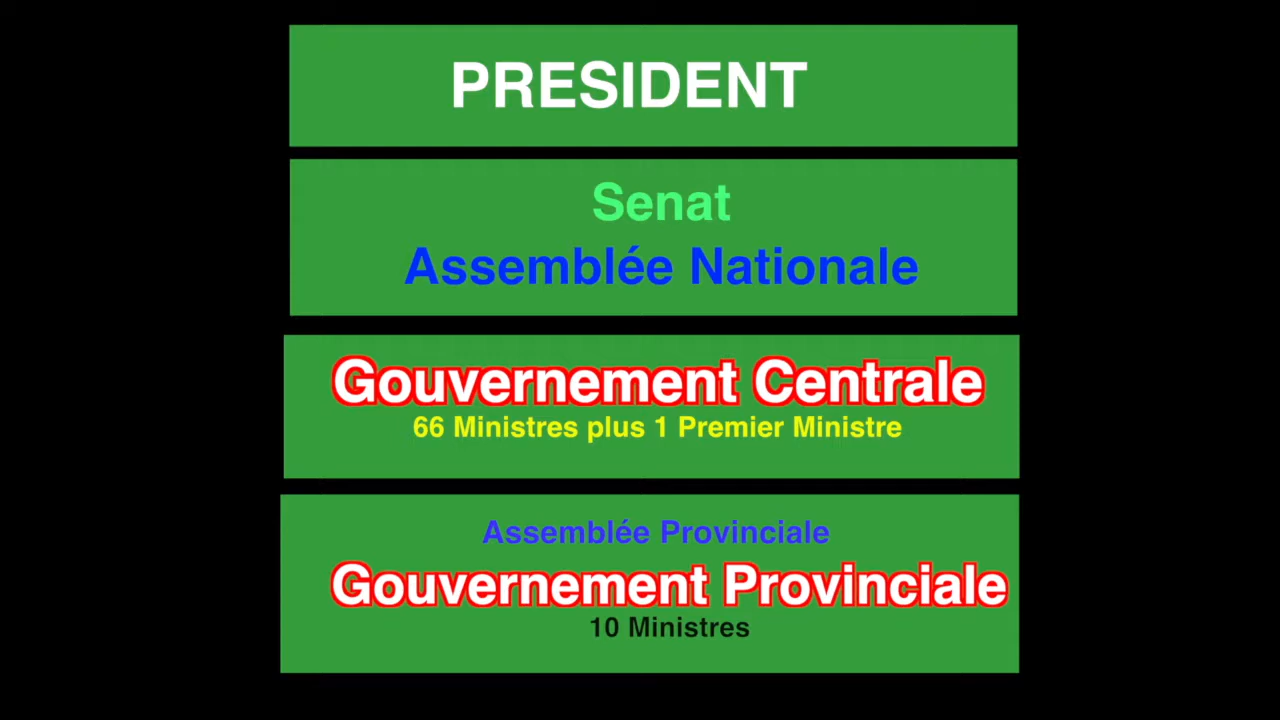 PRESIDENT
Senat
Assemblée Nationale
Gouvernement Centrale
66 Ministres plus 1 Premier Ministre
Assemblée Provinciale
Gouvernement Provinciale
10 Ministres